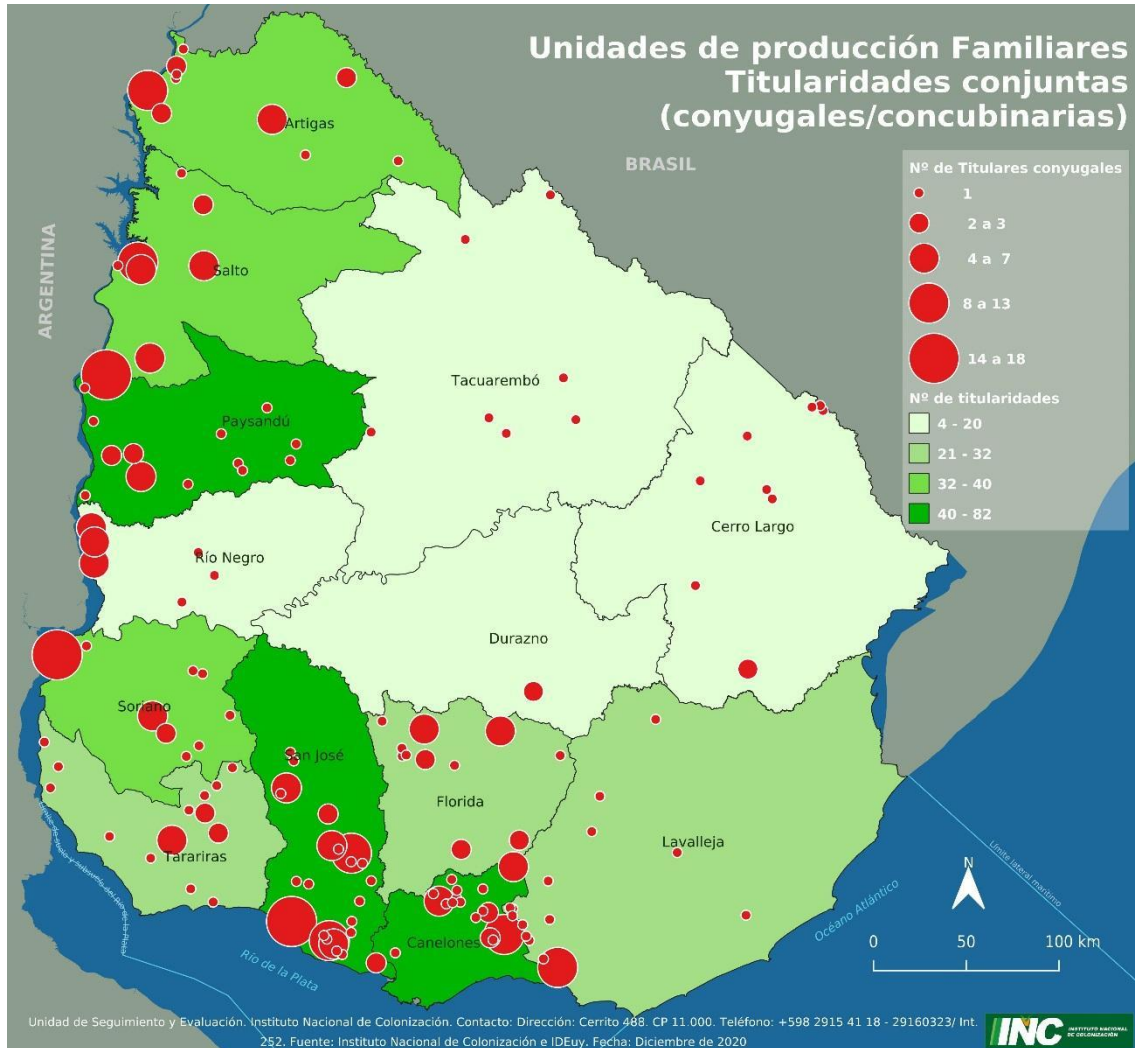 Unidades de producción Familiares
Titularidades conjuntas
(conyugales/concubinarias)
BRASIL
ARGENTINA
Nº de Titulares conyugales
1
2 a 3
4 a 7
8 a 13
14 a 18
Nº de titularidades
4 - 20
21 - 32
32 - 40
40 - 82
Artigas
Salto
Paysandú
Tacuarembó
Cerro Largo
Río Negro
Durazno
Soriano
San José
Florida
Lavalleja
Tarariras
Canelones
Límite lateral marítimo
Océano Atlántico
Río de la Plata
N
0 50 100 km
Unidad de Seguimiento y Evaluación. Instituto Nacional de Colonización. Contacto: Dirección: Cerrito 488. CP 11.000. Teléfono: +598 2915 41 18 - 29160323/ Int.
252. Fuente: Instituto Nacional de Colonización e IDEuy. Fecha: Diciembre de 2020
INC
INSTITUTO NACIONAL
DE COLONIZACIÓN